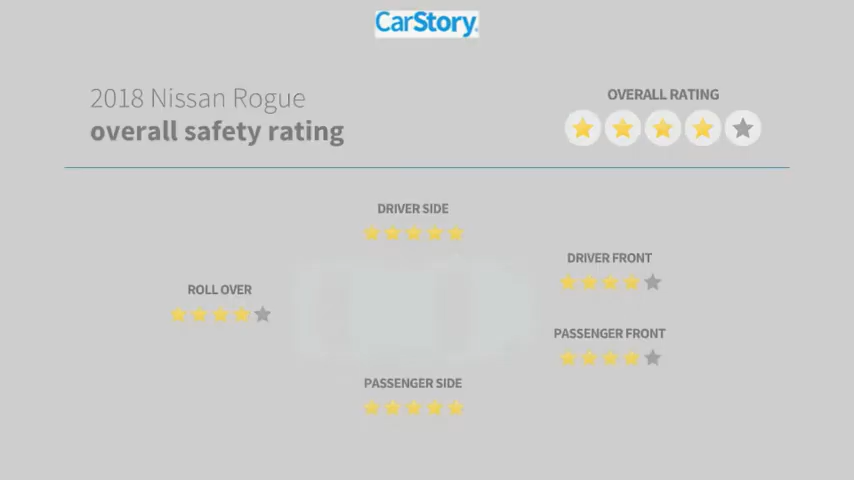 CarStory.
2018 Nissan Rogue
overall safety rating
OVERALL RATING
DRIVER SIDE
DRIVER FRONT
ROLL OVER
PASSENGER FRONT
PASSENGER SIDE